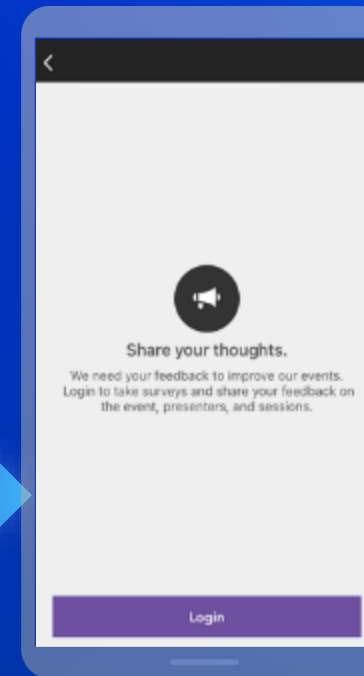 Share your thoughts.
We need your feedback to improve our events.
Login to take surveys and share your feedback on
the event, presenters, and sessions.
Login